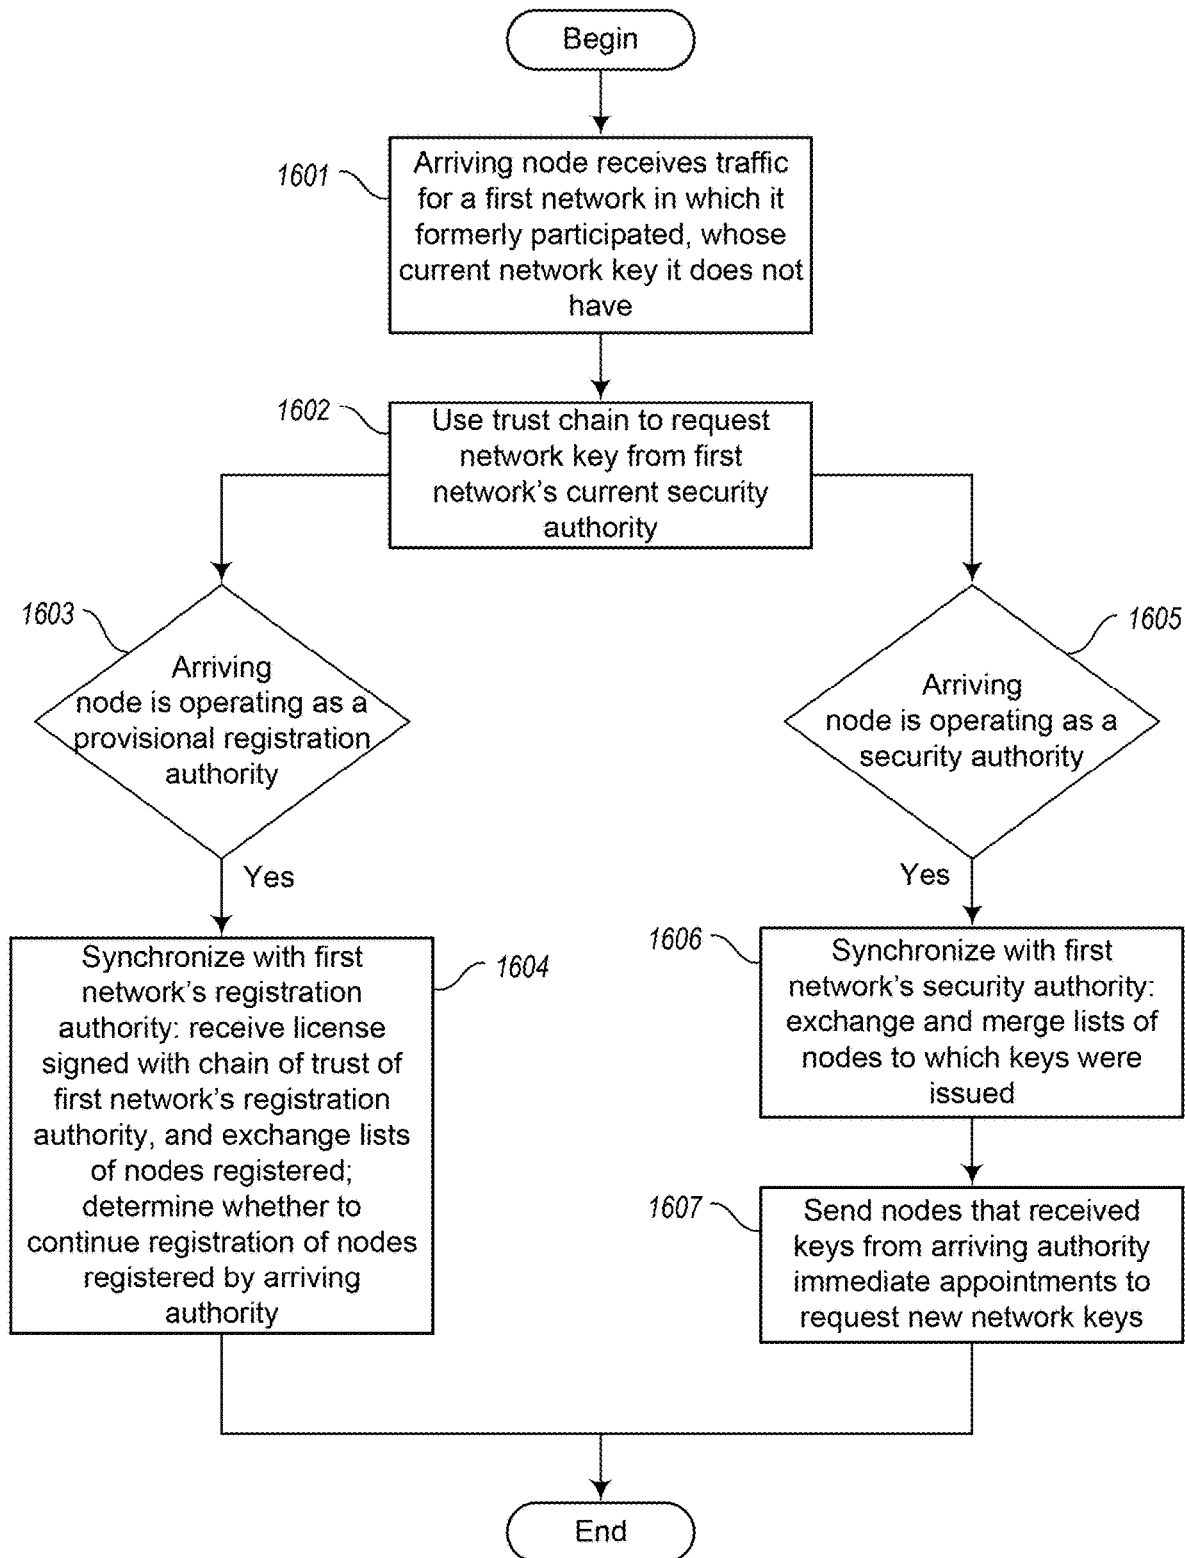 Begin
1601
Arriving node receives traffic
for a first network in which it
formerly participated, whose
current network key it does not
have
1602
Use trust chain to request
network key from first
network's current security
authority
1603
Arriving
node is operating as a
provisional registration
authority
Yes
1604
Synchronize with first
network's registration
authority: receive license
signed with chain of trust of
first network's registration
authority, and exchange lists
of nodes registered;
determine whether to
continue registration of nodes
registered by arriving
authority
1605
Arriving
node is operating as a
security authority
Yes
1606
Synchronize with first
network's security authority:
exchange and merge lists of
nodes to which keys were
issued
1607
Send nodes that received
keys from arriving authority
immediate appointments to
request new network keys
End